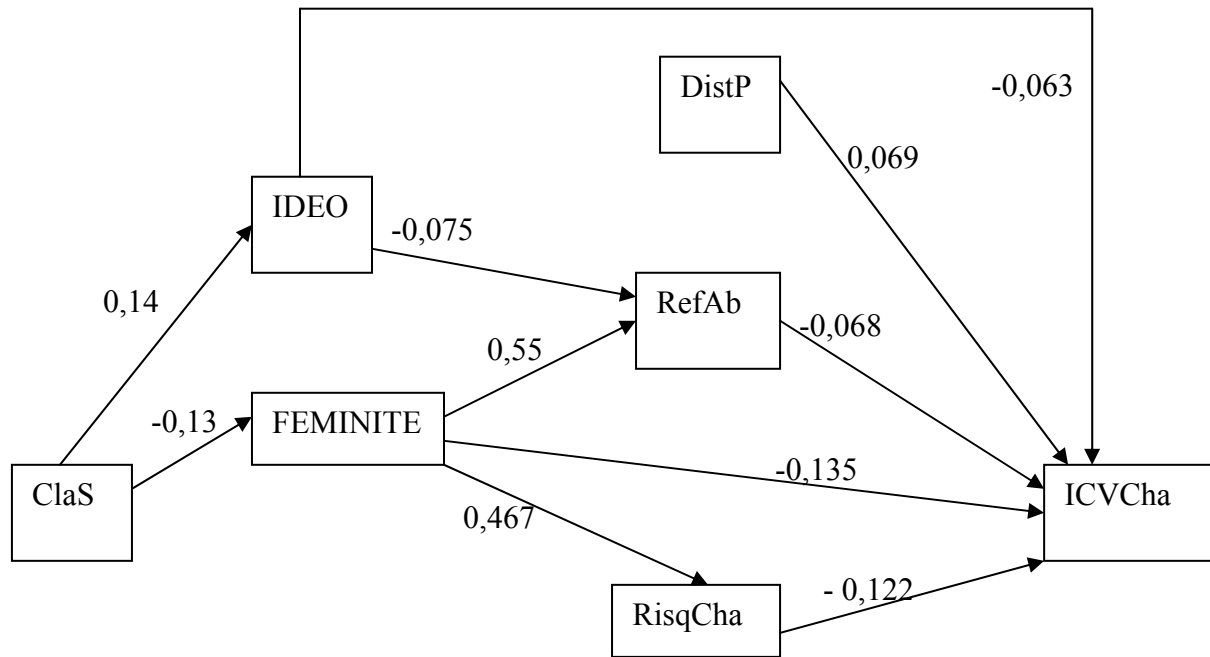 DistP
-0,063
0,069
IDEO
-0,075
0,14
RefAb
-0,068
0,55
-0,13
FEMINITE
-0,135
ClaS
ICVCha
0,467
- 0,122
RisqCha